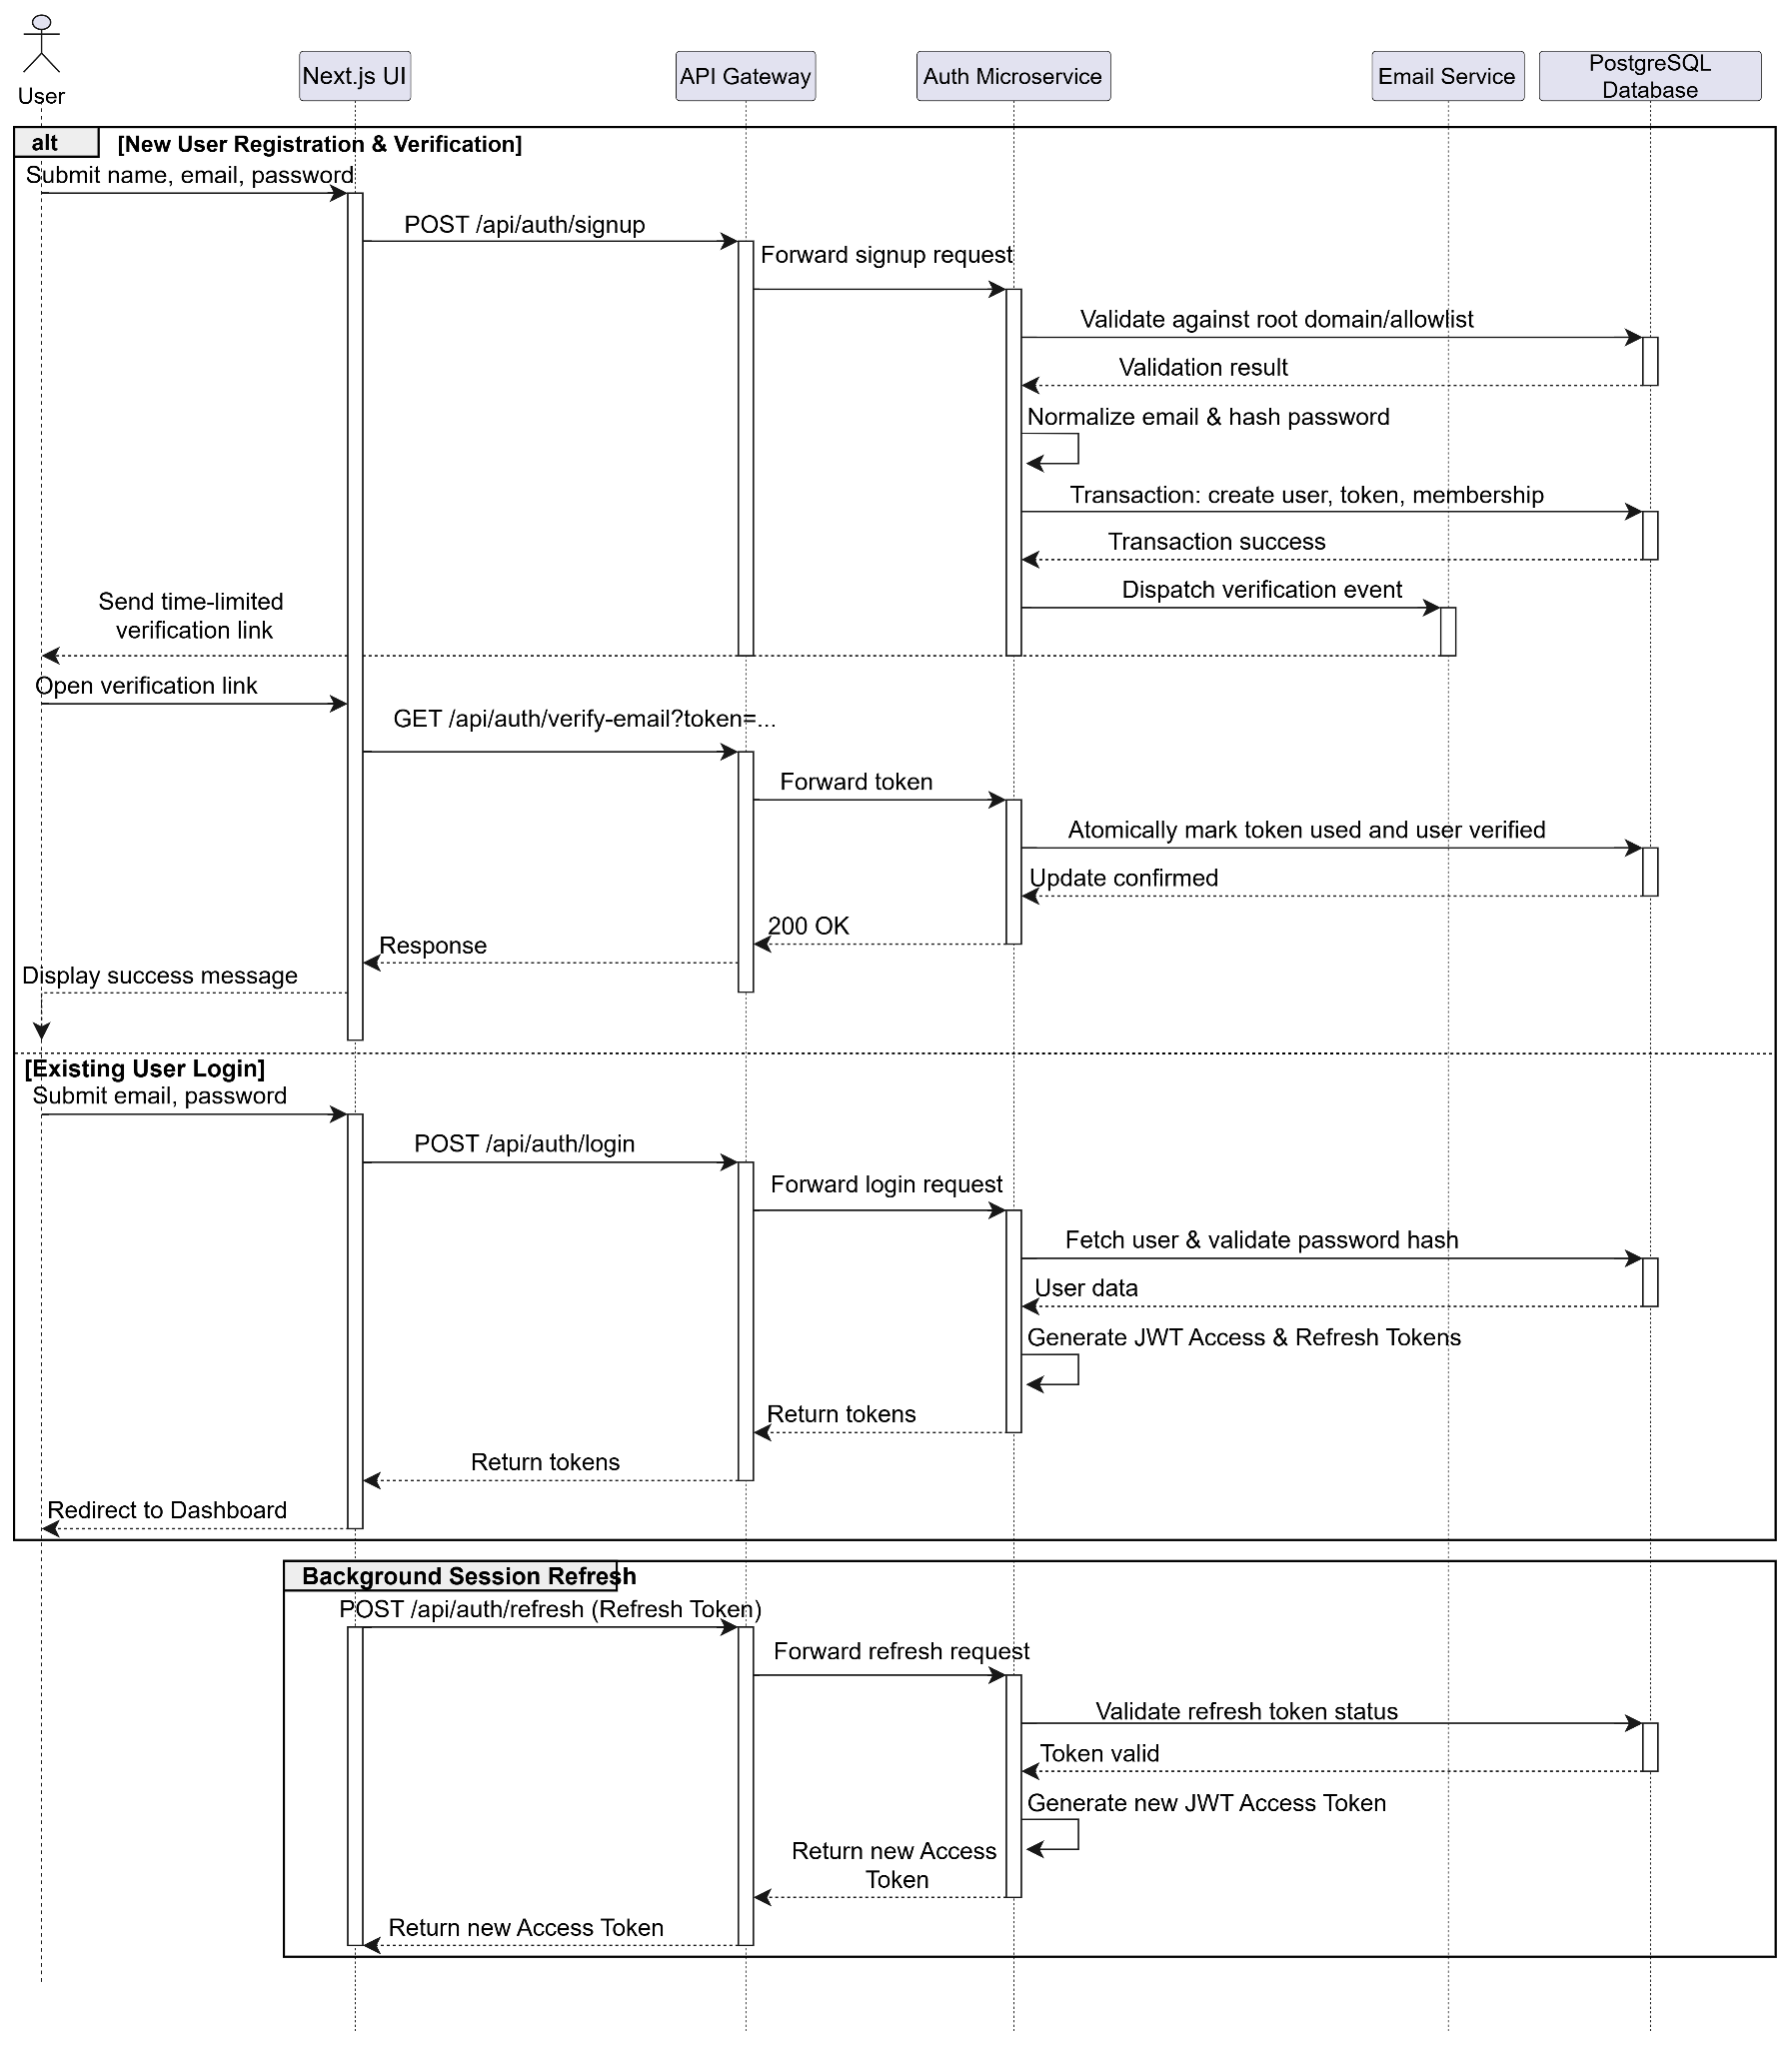 User
Next.js UI
API Gateway
Auth Microservice
Email Service
PostgreSQL
Database
alt
[New User Registration & Verification]
Submit name, email, password
POST /api/auth/signup
Forward signup request
Validate against root domain/allowlist
Validation result
Normalize email & hash password
Transaction: create user, token, membership
Transaction success
Dispatch verification event
Send time-limited
verification link
Open verification link
GET /api/auth/verify-email?token=...
Forward token
Atomically mark token used and user verified
Update confirmed
200 OK
Response
Display success message
[Existing User Login]
Submit email, password
POST /api/auth/login
Forward login request
Fetch user & validate password hash
User data
Generate JWT Access & Refresh Tokens
Return tokens
Return tokens
Redirect to Dashboard
Background Session Refresh
POST /api/auth/refresh (Refresh Token)
Forward refresh request
Validate refresh token status
Token valid
Generate new JWT Access Token
Return new Access
Token
Return new Access Token